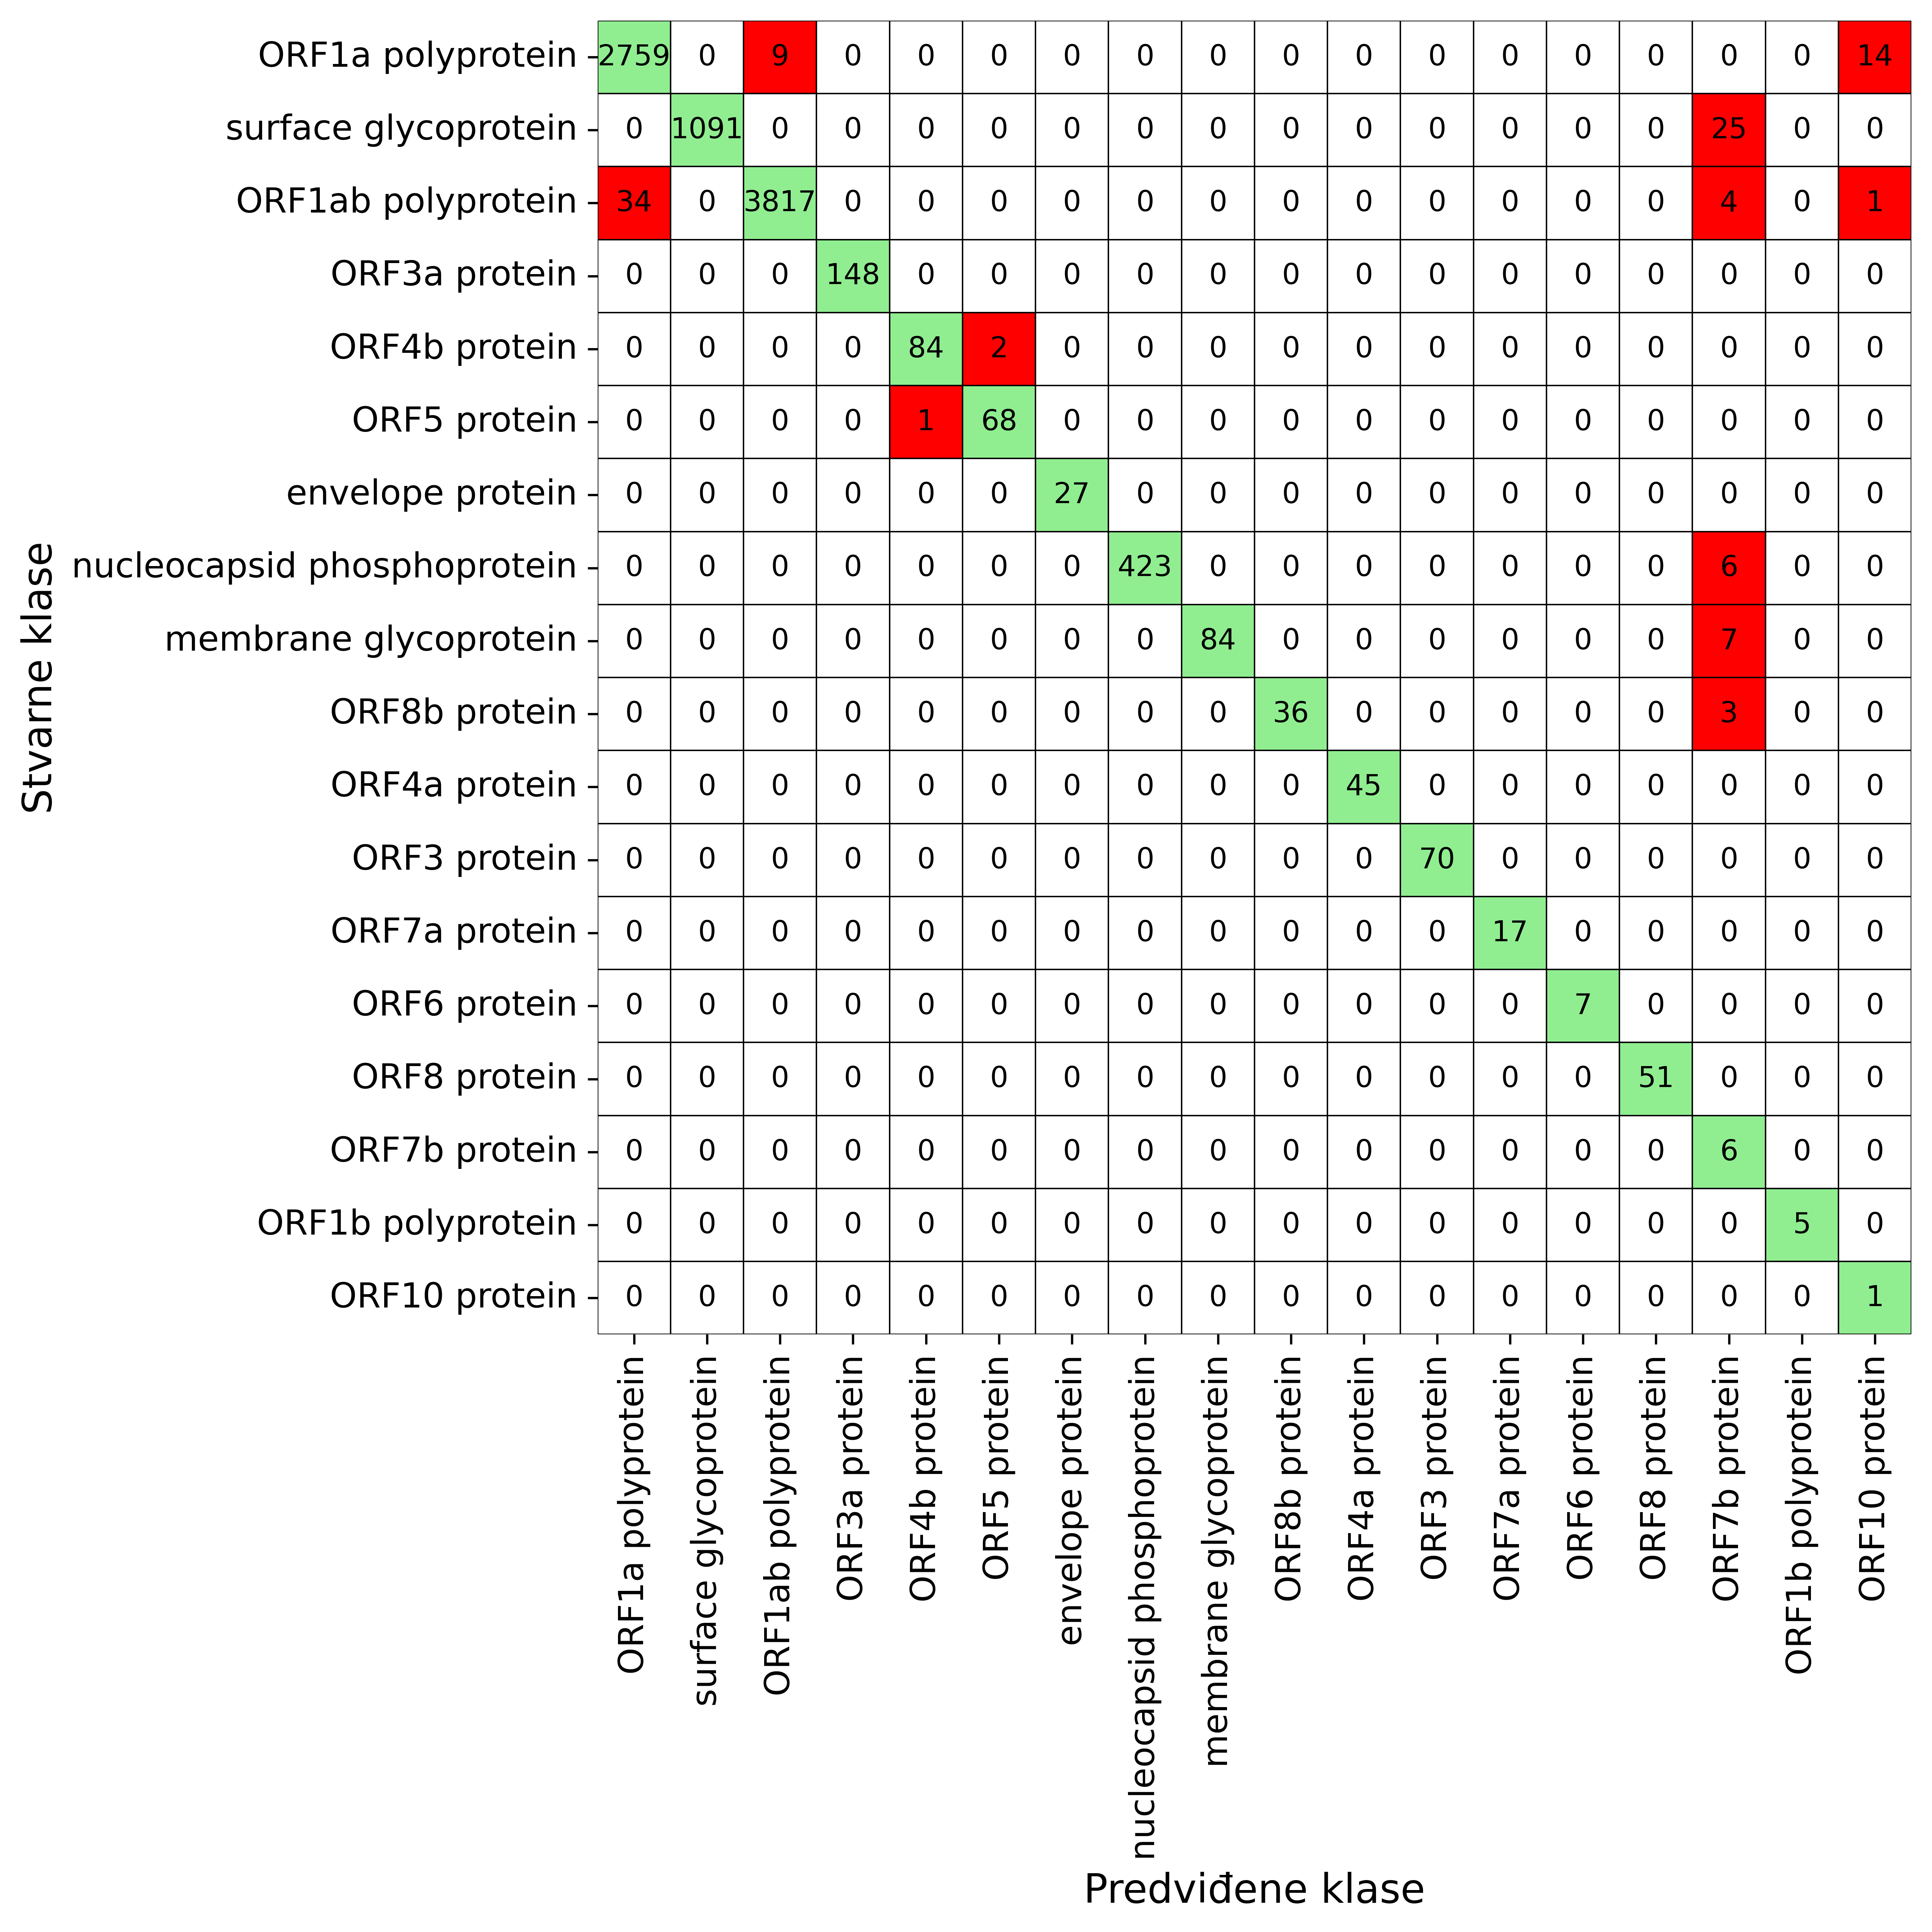 ORF1a polyprotein 2759 0 9 0 0 0 0 0 0 0 0 0 0 0 0 0 0 14
surface glycoprotein 0 1091 0 0 0 0 0 0 0 0 0 0 0 0 0 25 0 0
ORF1ab polyprotein 34 0 3817 0 0 0 0 0 0 0 0 0 0 0 0 4 0 1
ORF3a protein 0 0 0 148 0 0 0 0 0 0 0 0 0 0 0 0 0 0
ORF4b protein 0 0 0 0 84 2 0 0 0 0 0 0 0 0 0 0 0 0
ORF5 protein 0 0 0 0 1 68 0 0 0 0 0 0 0 0 0 0 0 0
envelope protein 0 0 0 0 0 0 27 0 0 0 0 0 0 0 0 0 0 0
nucleocapsid phosphoprotein 0 0 0 0 0 0 0 423 0 0 0 0 0 0 0 6 0 0
membrane glycoprotein 0 0 0 0 0 0 0 0 84 0 0 0 0 0 0 7 0 0
ORF8b protein 0 0 0 0 0 0 0 0 0 36 0 0 0 0 0 3 0 0
ORF4a protein 0 0 0 0 0 0 0 0 0 0 45 0 0 0 0 0 0 0
ORF3 protein 0 0 0 0 0 0 0 0 0 0 0 70 0 0 0 0 0 0
ORF7a protein 0 0 0 0 0 0 0 0 0 0 0 0 17 0 0 0 0 0
ORF6 protein 0 0 0 0 0 0 0 0 0 0 0 0 0 7 0 0 0 0
ORF8 protein 0 0 0 0 0 0 0 0 0 0 0 0 0 0 51 0 0 0
ORF7b protein 0 0 0 0 0 0 0 0 0 0 0 0 0 0 0 6 0 0
ORF1b polyprotein 0 0 0 0 0 0 0 0 0 0 0 0 0 0 0 0 5 0
ORF10 protein 0 0 0 0 0 0 0 0 0 0 0 0 0 0 0 0 0 1
Stvarne klase
ORF1a polyprotein
surface glycoprotein
ORF1ab polyprotein
ORF3a protein
ORF4b protein
ORF5 protein
envelope protein
nucleocapsid phosphoprotein
membrane glycoprotein
ORF8b protein
ORF4a protein
ORF3 protein
ORF7a protein
ORF6 protein
ORF8 protein
ORF7b protein
ORF1b polyprotein
ORF10 protein
Predviđene klase